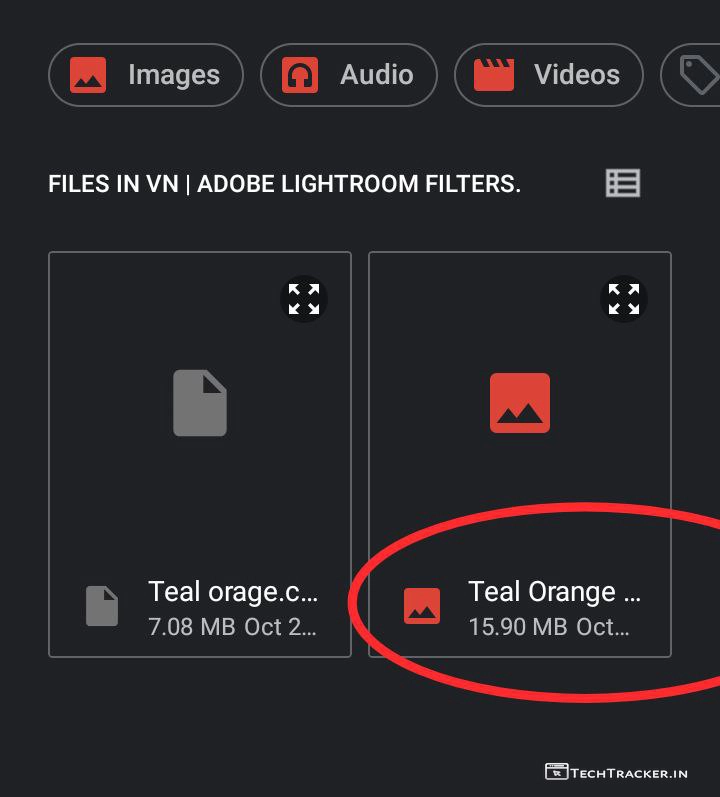 Images
Audio
Videos
FILES IN VN | ADOBE LIGHTROOM FILTERS.
Teal orage.c...
7.08 MB Oct 2...
Teal Orange ...
15.90 MB Oct...
TECHTRACKER.IN